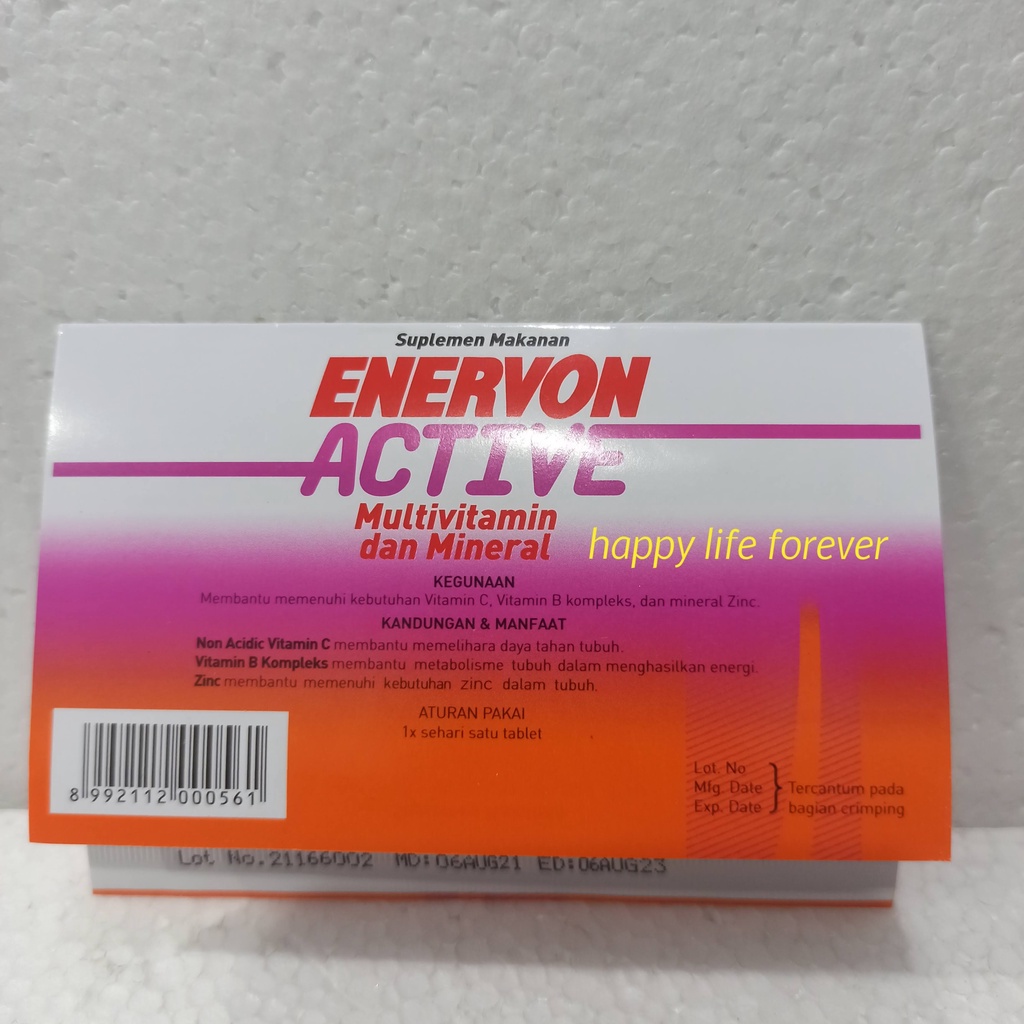 Suplemen Makanan
ENERVON
ACTIVE
Multivitamin
dan Mineral
happy life forever
KEGUNAAN
Membantu memenuhi kebutuhan Vitamin C, Vitamin B kompleks, dan mineral Zinc.
KANDUNGAN & MANFAAT
Non Acidic Vitamin C membantu memelihara daya tahan tubuh.
Vitamin B Kompleks membantu metabolisme tubuh dalam menghasilkan energi.
Zinc membantu memenuhi kebutuhan zinc dalam tubuh.
ATURAN PAKAI
1x sehari satu tablet
8 992112 000561
Lot. No
Mfg. Date
Exp. Date
Tercantum pada
bagian crimping
Lot No.21166002 MD:06AUG21 ED:06AUG23